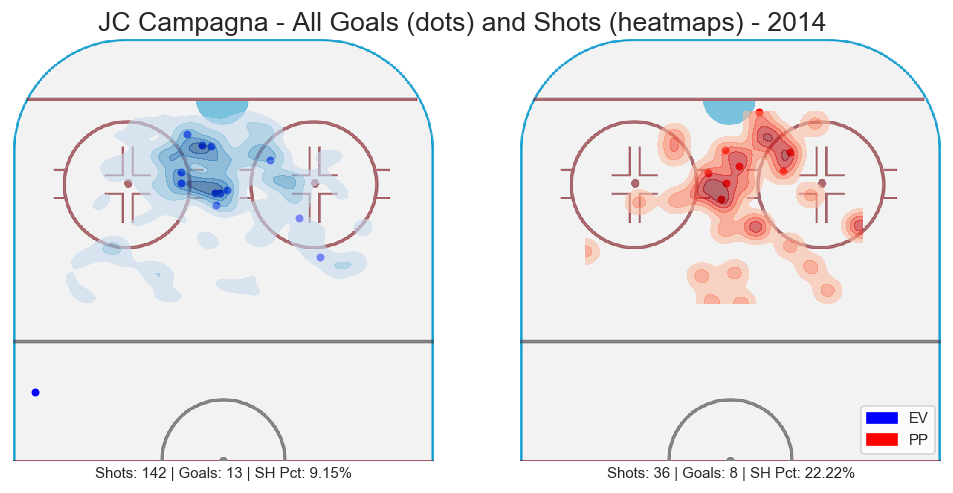 JC Campagna - All Goals (dots) and Shots (heatmaps) - 2014
EV
PP
Shots: 142 | Goals: 13 | SH Pct: 9.15%
Shots: 36 | Goals: 8 | SH Pct: 22.22%